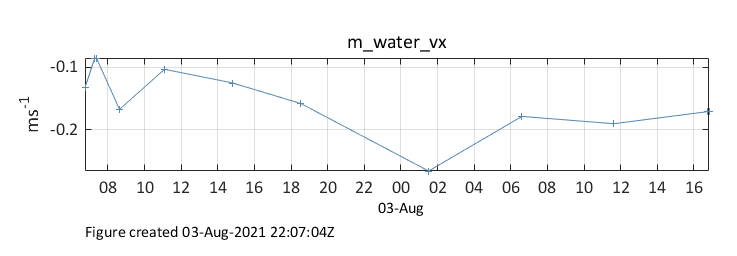 m_water_vx
-0.1
-0.2
ms-1
08 10 12 14 16 18 20 22 00 02 04 06 08 10 12 14 16
03-Aug
Figure created 03-Aug-2021 22:07:04Z